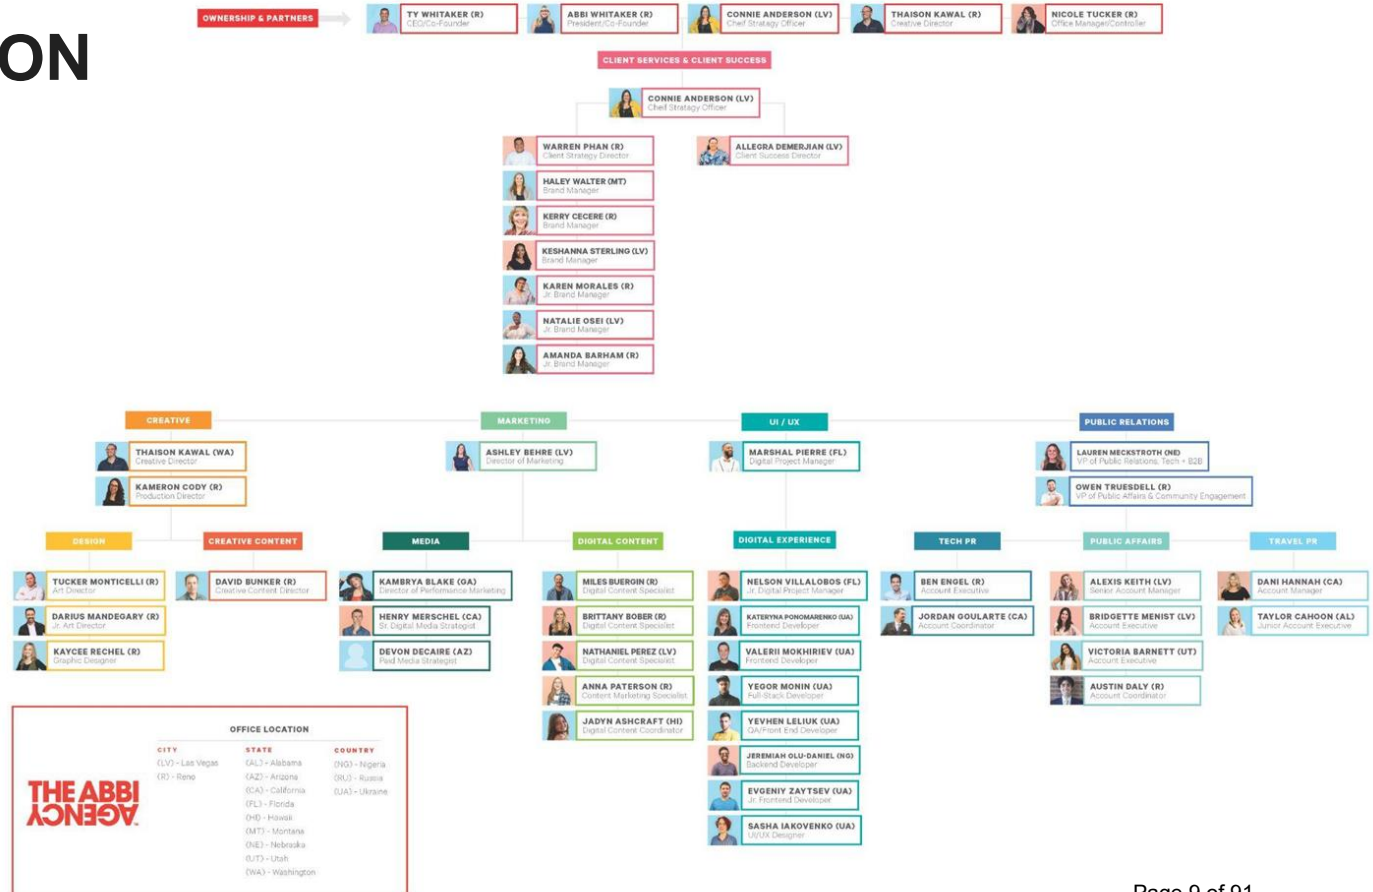 OWNERSHIP & PARTNERS
TY WHITAKER (R)
CEO/Co-Founder
ABBI WHITAKER (R)
President/Co-Founder
CONNIE ANDERSON (LV)
Cheif Stratagy Officer
THAISON KAWAL (R)
Creative Director
NICOLE TUCKER (R)
Office Manager/Controller
ON
CLIENT SERVICES & CLIENT SUCCESS
CONNIE ANDERSON (LV)
Cheif Stratagy Officer
WARREN PHAN (R)
Client Strategy Director
ALLEGRA DEMERJIAN (LV)
Client Success Director
HALEY WALTER (MT)
Brand Manager
KERRY CECERE (R)
Brand Manager
KESHANNA STERLING (LV)
Brand Manager
KAREN MORALES (R)
Jr. Brand Manager
NATALIE OSEI (LV)
Jr. Brand Manager
AMANDA BARHAM (R)
Jr. Brand Manager
CREATIVE
THAISON KAWAL (WA)
Creative Director
KAMERON CODY (R)
Production Director
DESIGN
TUCKER MONTICELLI (R)
Art Director
DARIUS MANDEGARY (R)
Jr. Art Director
KAYCEE RECHEL (R)
Graphic Designer
CREATIVE CONTENT
DAVID BUNKER (R)
Creative Content Director
MARKETING
ASHLEY BEHRE (LV)
Director of Marketing
MEDIA
KAMBRYA BLAKE (GA)
Director of Performance Marketing
HENRY MERSCHEL (CA)
Sr. Digital Media Strategist
DEVON DECAIRE (AZ)
Paid Media Strategist
DIGITAL CONTENT
MILES BUERGIN (R)
Digital Content Specialist
BRITTANY BOBER (R)
Digital Content Specialist
NATHANIEL PEREZ (LV)
Digital Content Specialist
ANNA PATERSON (R)
Content Marketing Specialist
JADYN ASHCRAFT (HI)
Digital Content Coordinator
UI / UX
MARSHAL PIERRE (FL)
Digital Project Manager
DIGITAL EXPERIENCE
NELSON VILLALOBOS (FL)
Jr. Digital Project Manager
KATERYNA PONOMARENKO (UA)
Frontend Developer
VALERII MOKHIRIEV (UA)
Frontend Developer
YEGOR MONIN (UA)
Full-Stack Developer
YEVHEN LELIUK (UA)
QA/Front End Developer
JEREMIAH OLU-DANIEL (NG)
Backend Developer
EVGENIY ZAYTSEV (UA)
Jr. Frontend Developer
SASHA IAKOVENKO (UA)
UI/UX Designer
PUBLIC RELATIONS
LAUREN MECKSTROTH (NE)
VP of Public Relations, Tech + B2B
OWEN TRUESDELL (R)
VP of Public Affairs & Community Engagement
TECH PR
BEN ENGEL (R)
Account Executive
JORDAN GOULARTE (CA)
Account Coordinator
PUBLIC AFFAIRS
ALEXIS KEITH (LV)
Senior Account Manager
BRIDGETTE MENIST (LV)
Account Executive
VICTORIA BARNETT (UT)
Account Executive
AUSTIN DALY (R)
Account Coordinator
TRAVEL PR
DANI HANNAH (CA)
Account Manager
TAYLOR CAHOON (AL)
Junior Account Executive
THE ABBI
AGENCY
OFFICE LOCATION
CITY
(LV) - Las Vegas
(R) - Reno
STATE
(AL) - Alabama
(AZ) - Arizona
(CA) - California
(FL) - Florida
(HI) - Hawaii
(MT) - Montana
(NE) - Nebraska
(UT) - Utah
(WA) - Washington
COUNTRY
(NG) - Nigeria
(RU) - Russia
(UA) - Ukraine
Page 9 of 91